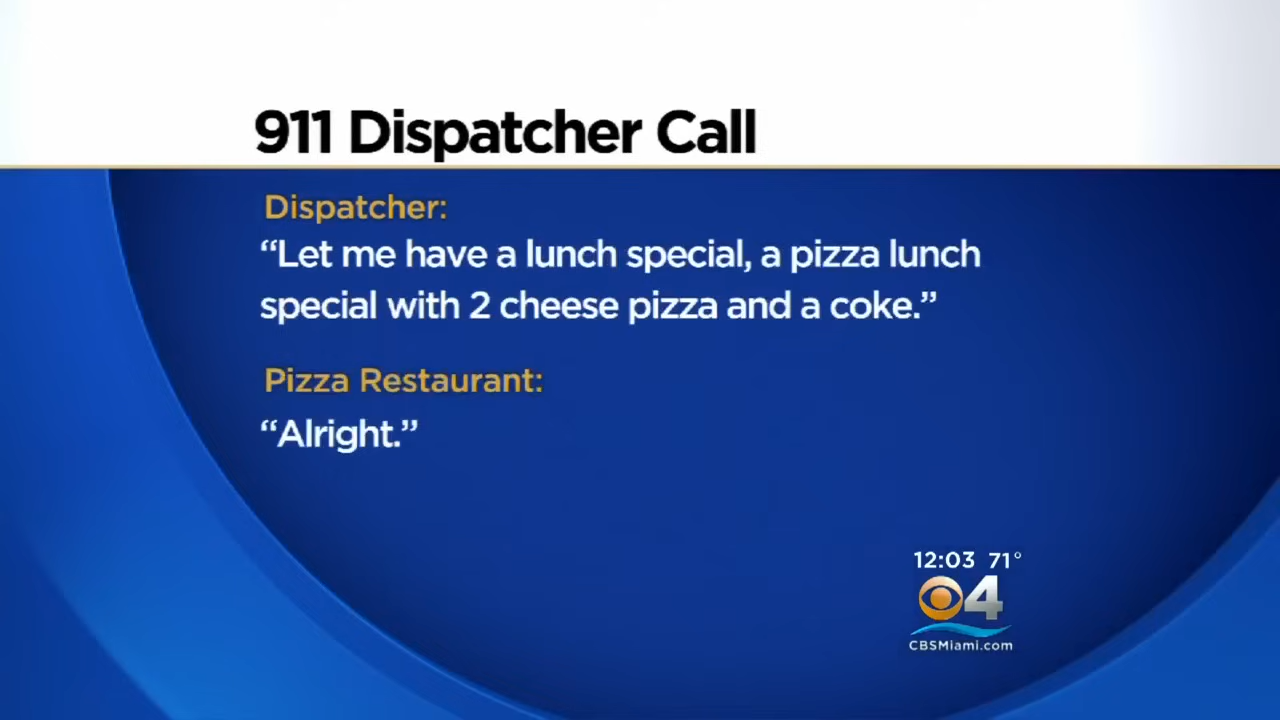 911 Dispatcher Call
Dispatcher:
“Let me have a lunch special, a pizza lunch
special with 2 cheese pizza and a coke.”
Pizza Restaurant:
“Alright.”
12:03 71°
4
CBSMiami.com